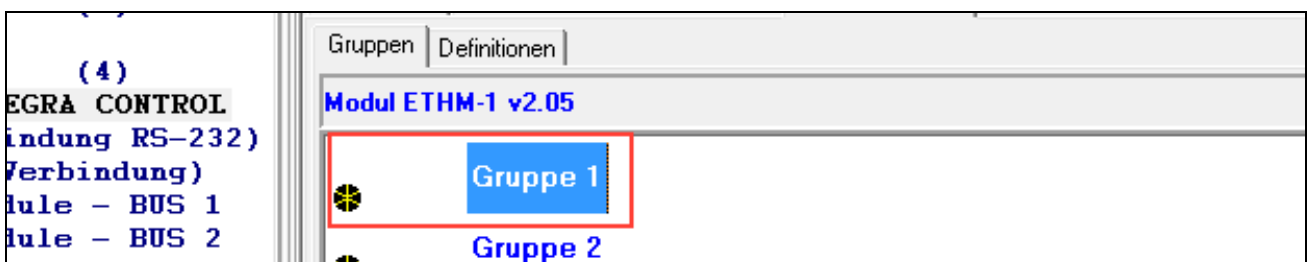 (4)
EGRA CONTROL
indung RS-232)
Verbindung)
dule - BUS 1
dule - BUS 2
Gruppen Definitionen
Modul ETHM-1 v2.05
Gruppe 1
Gruppe 2